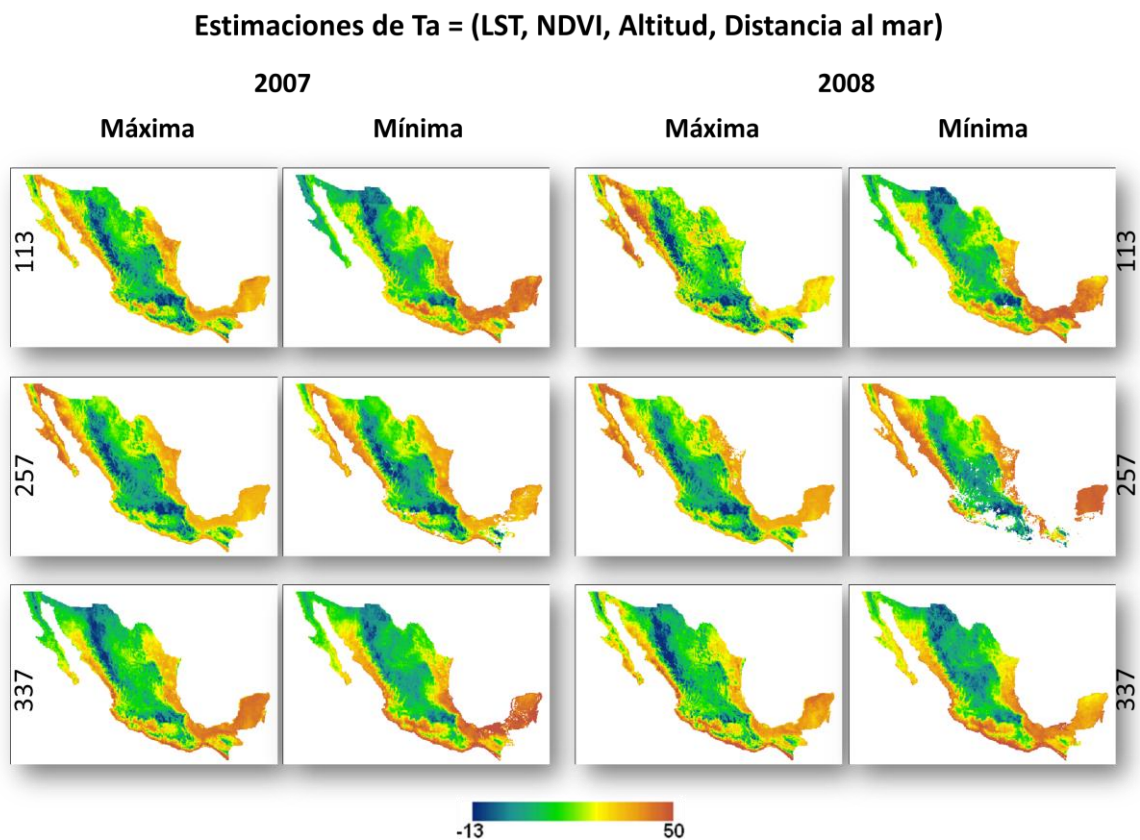 Estimaciones de Ta = (LST, NDVI, Altitud, Distancia al mar)
2007 2008
Máxima Mínima Máxima Mínima
113 113
257 257
337 337
-13 50